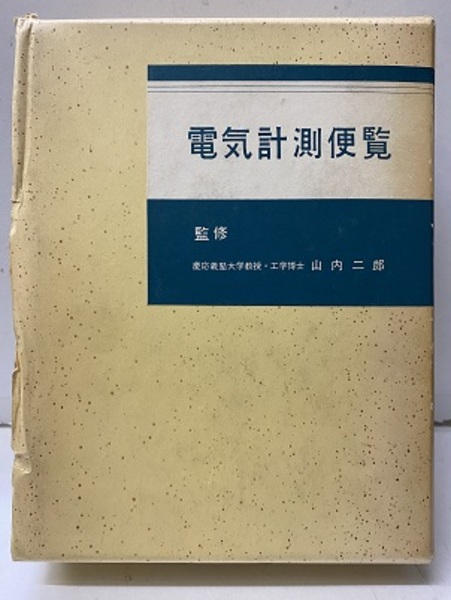 電気計測便覧
監修
慶応義塾大学教授・工学博士 山内二郎